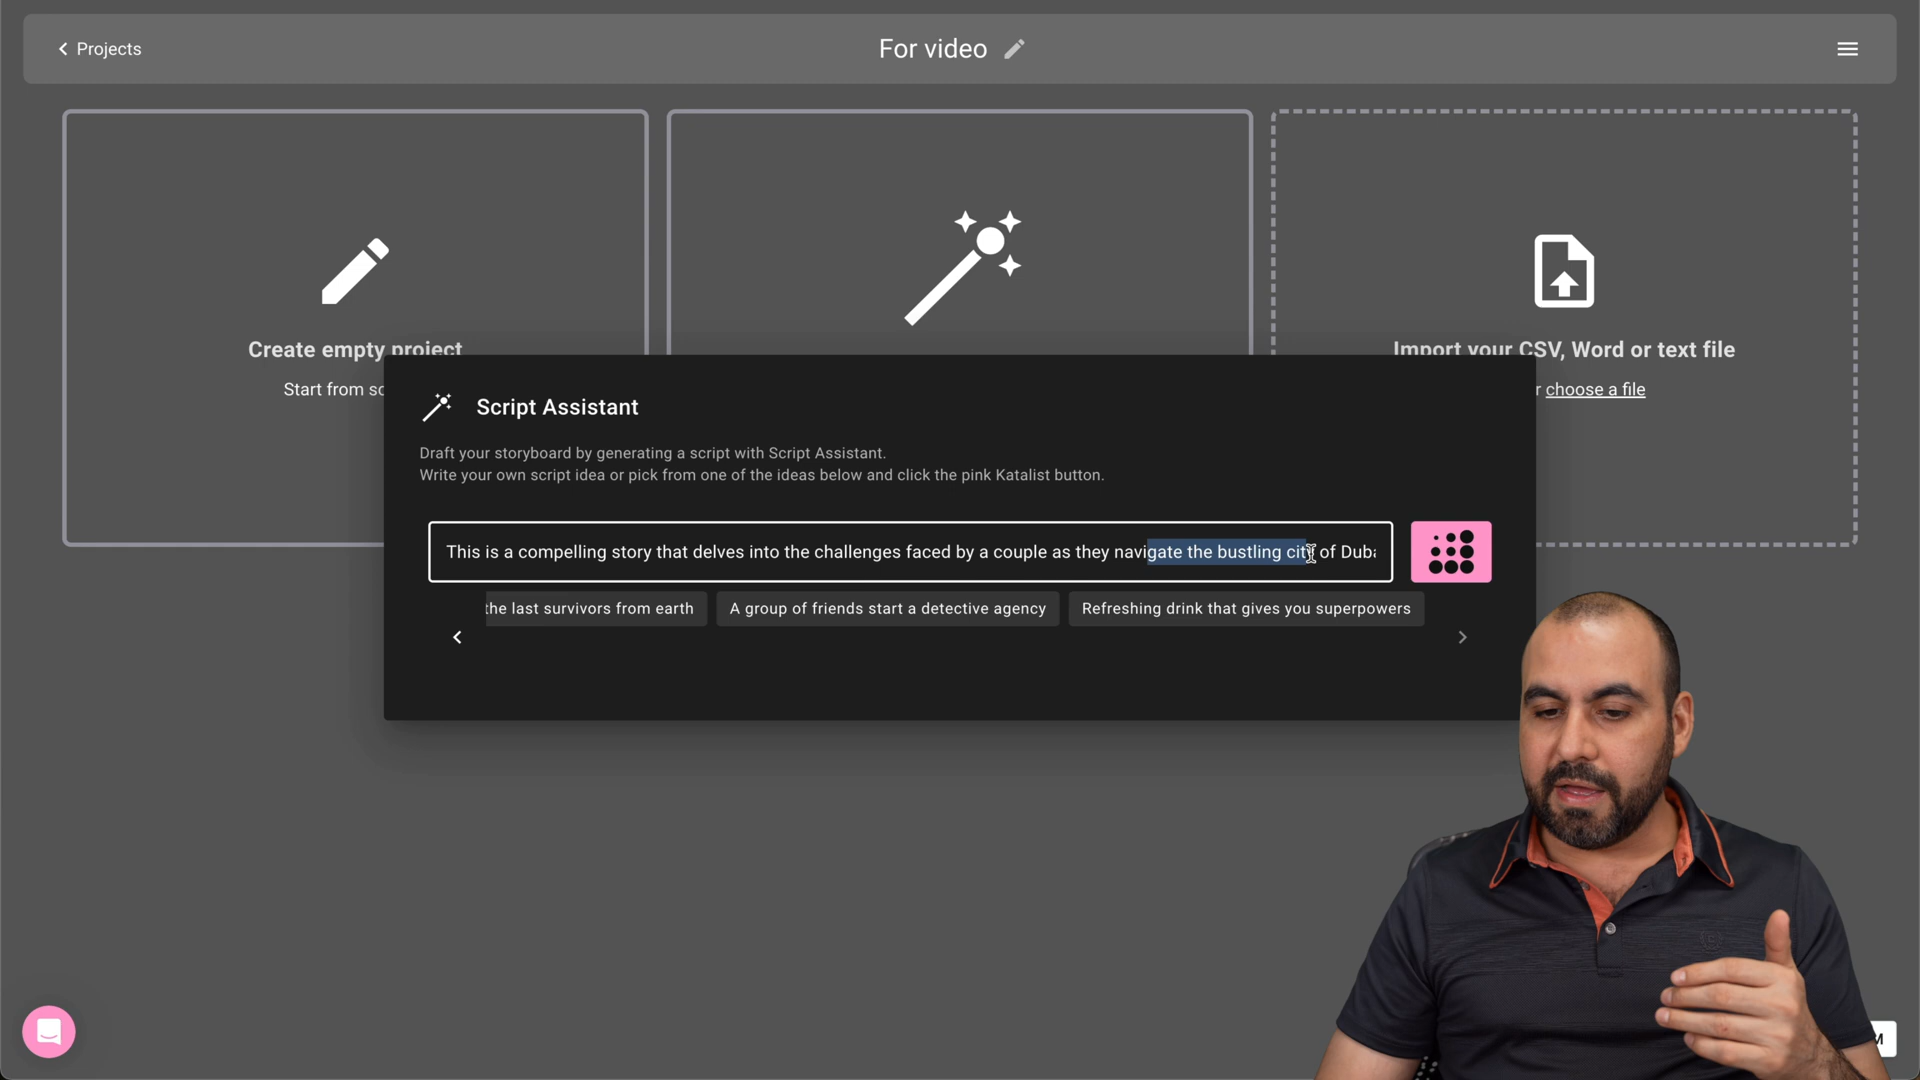 Projects
For video
Create empty project
Start from sc
Import your CSV, Word or text file
choose a file
Script Assistant
Draft your storyboard by generating a script with Script Assistant.
Write your own script idea or pick from one of the ideas below and click the pink Katalist button.
This is a compelling story that delves into the challenges faced by a couple as they navigate the bustling city of Duba
the last survivors from earth
A group of friends start a detective agency
Refreshing drink that gives you superpowers